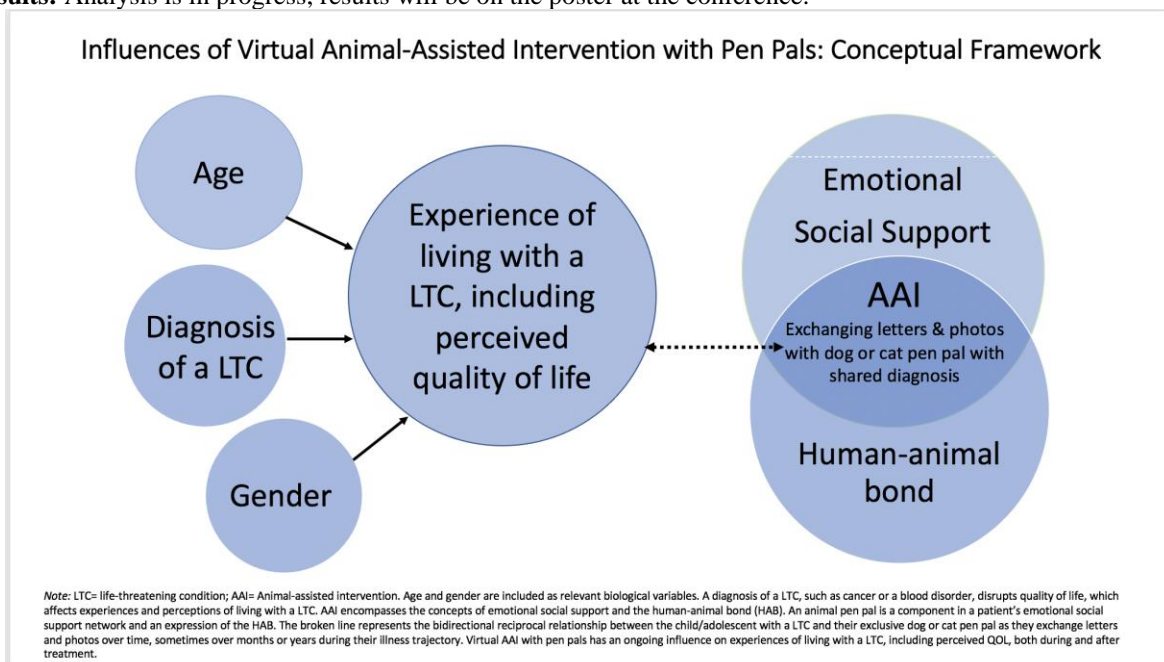 sults: Analysis is in progress, results will be on the poster at the conference.
Influences of Virtual Animal-Assisted Intervention with Pen Pals: Conceptual Framework
Age
Diagnosis
of a LTC
Gender
Experience of
living with a
LTC, including
perceived
quality of life
Emotional
Social Support
AAI
Exchanging letters & photos
with dog or cat pen pal with
shared diagnosis
Human-animal
bond
Note: LTC= life-threatening condition; AAI= Animal-assisted intervention. Age and gender are included as relevant biological variables. A diagnosis of a LTC, such as cancer or a blood disorder, disrupts quality of life, which
affects experiences and perceptions of living with a LTC. AAI encompasses the concepts of emotional social support and the human-animal bond (HAB). An animal pen pal is a component in a patient's emotional social
support network and an expression of the HAB. The broken line represents the bidirectional reciprocal relationship between the child/adolescent with a LTC and their exclusive dog or cat pen pal as they exchange letters
and photos over time, sometimes over months or years during their illness trajectory. Virtual AAI with pen pals has an ongoing influence on experiences of living with a LTC, including perceived QOL, both during and after
treatment.